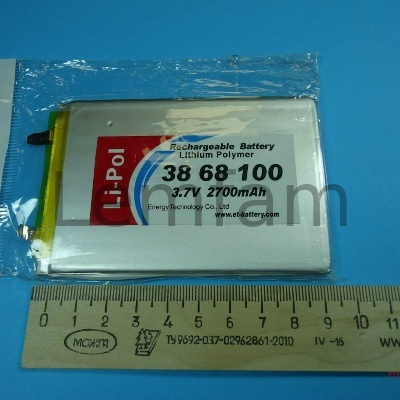 Li-Pol
Rechargeable Battery
Lithium Polymer
38 68 100
3.7V 2700mAh
EnergyTechnology Co., Ltd
www.et-battery.com
LenTam
0 1 2 3 4 5 6 7 8 9 10 11
МОЖГА ТУ9692-037-02962861-2010 IV -16 WW